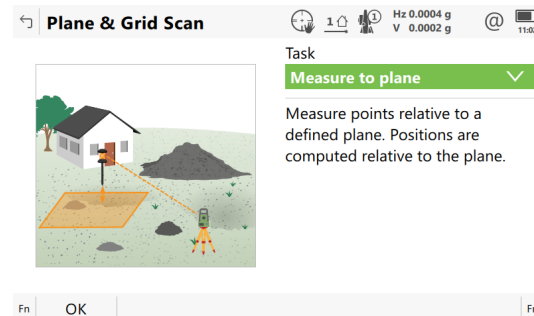 Plane & Grid Scan
1
1
Hz 0.0004 g
V 0.0002 g
@
Task
Measure to plane
Measure points relative to a
defined plane. Positions are
computed relative to the plane.
Fn
OK